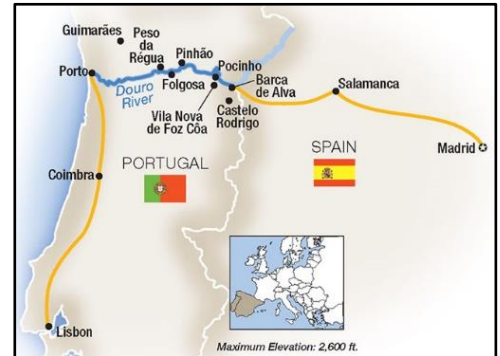 Guimarães
Peso
da
Régua
Pinhão
Pocinho
Porto
Douro
River
Folgosa
Barca
de Alva
Salamanca
Vila Nova
de Foz Côa
Castelo
Rodrigo
Madrid
PORTUGAL
SPAIN
Coimbra
Lisbon
Maximum Elevation: 2,600 ft.